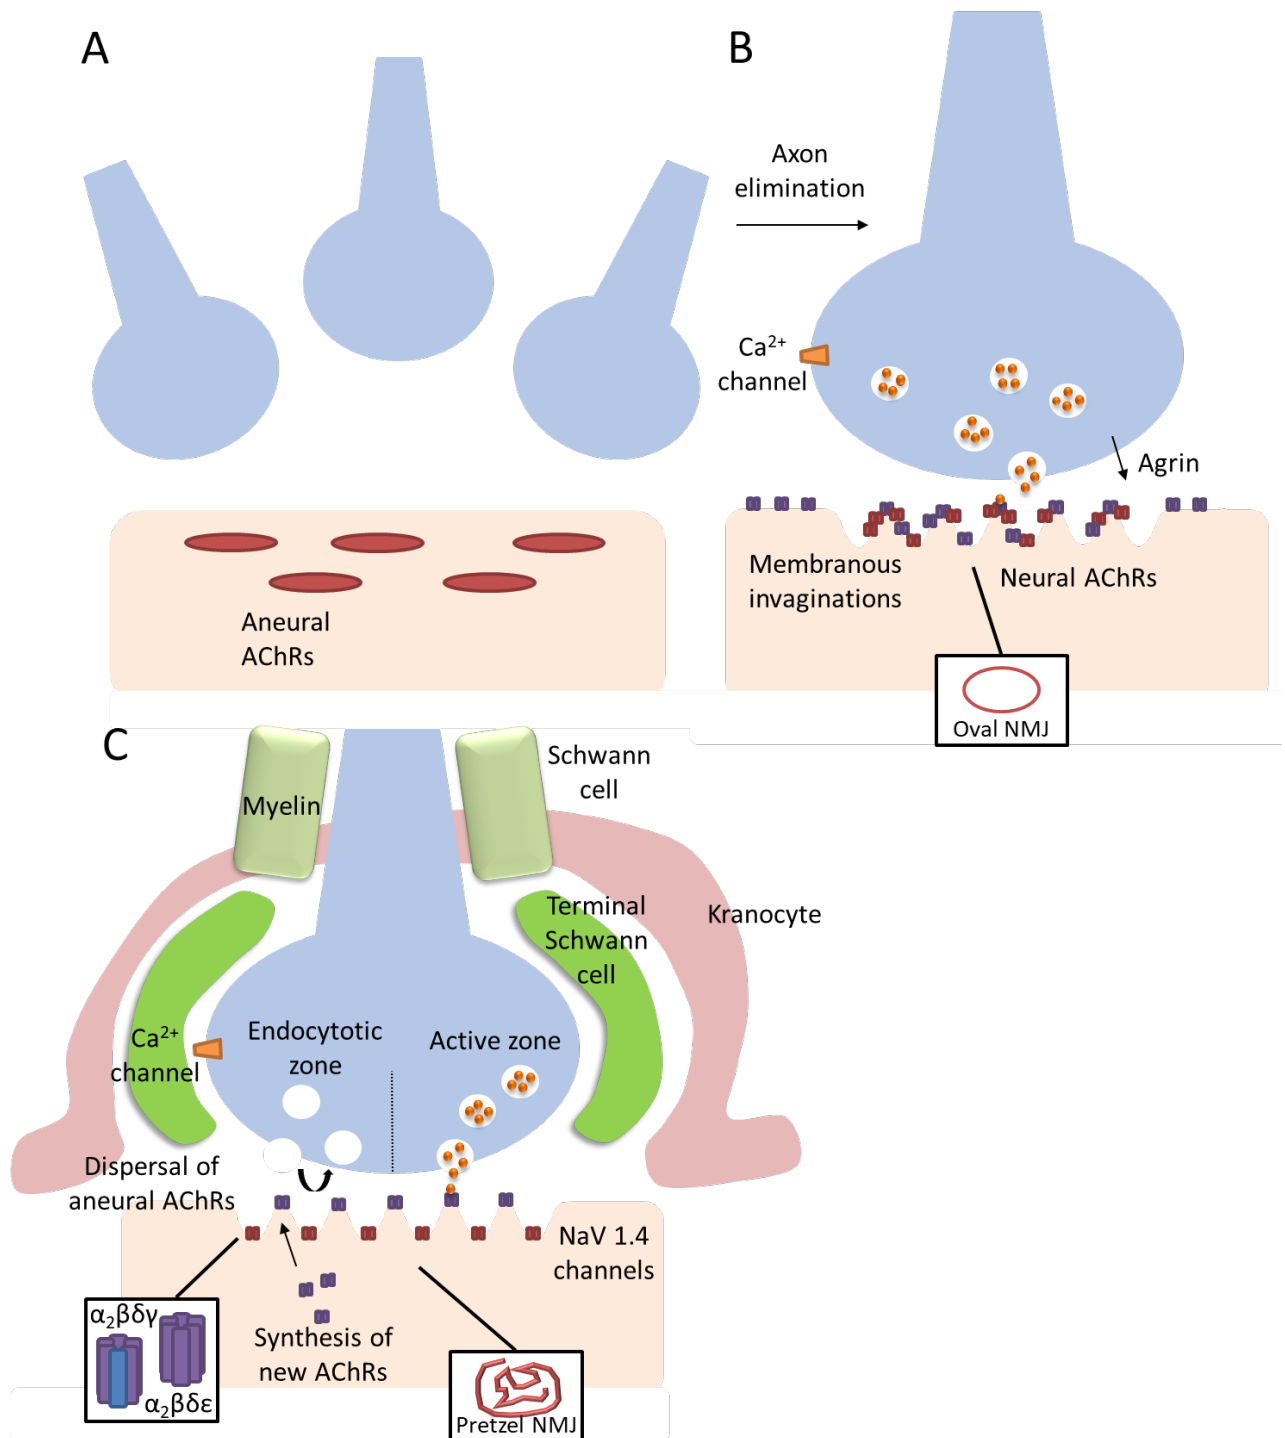 A
B
Axon
elimination
Ca²⁺
channel
Agrin
Membranous
invaginations
Neural AChRs
Aneural
AChRs
Oval NMJ
C
Myelin
Schwann
cell
Terminal
Schwann
cell
Kranocyte
Ca²⁺
channel
Endocytotic
zone
Active zone
Dispersal of
aneural AChRs
NaV 1.4
channels
α₂βδγ
α₂βδε
Synthesis of
new AChRs
Pretzel NMJ